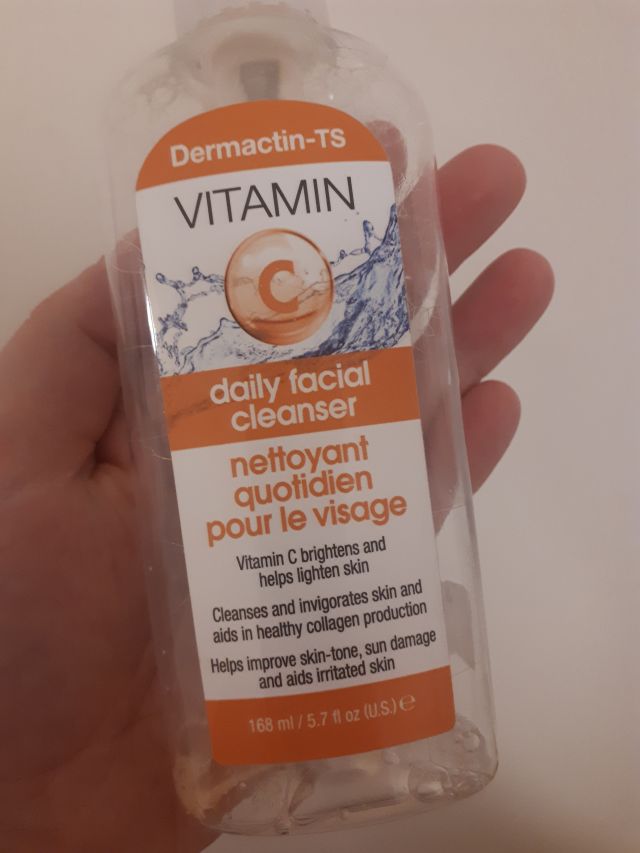 Dermactin-TS
VITAMIN
C
daily facial
cleanser
nettoyant
quotidien
pour le visage
Vitamin C brightens and
helps lighten skin
Cleanses and invigorates skin and
aids in healthy collagen production
Helps improve skin-tone, sun damage
and aids irritated skin
168 ml / 5.7 fl oz (U.S.) ℮